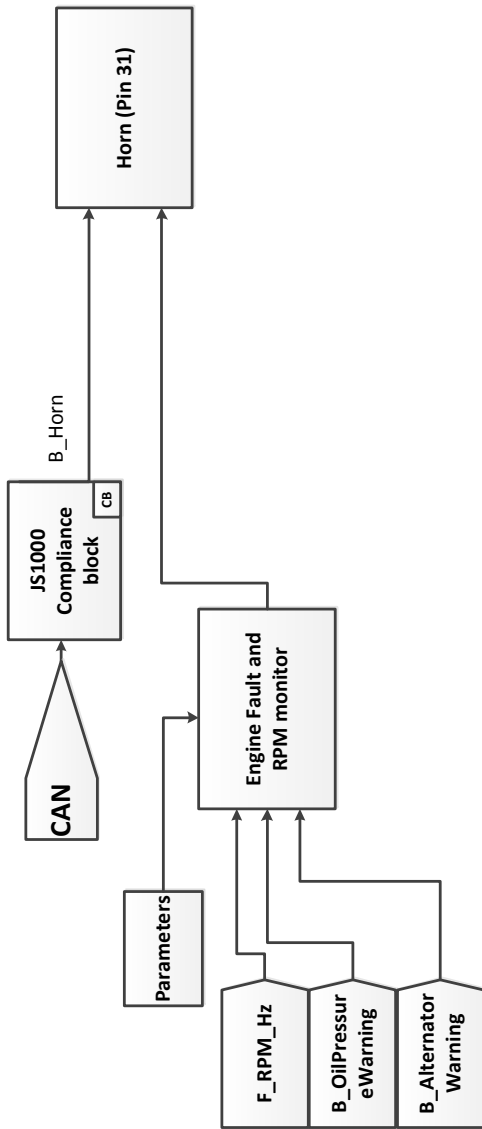 CAN
JS1000
Compliance
block
CB
B_Horn
Horn (Pin 31)
Parameters
Engine Fault and
RPM monitor
F_RPM_Hz
B_OilPressur
eWarning
B_Alternator
Warning